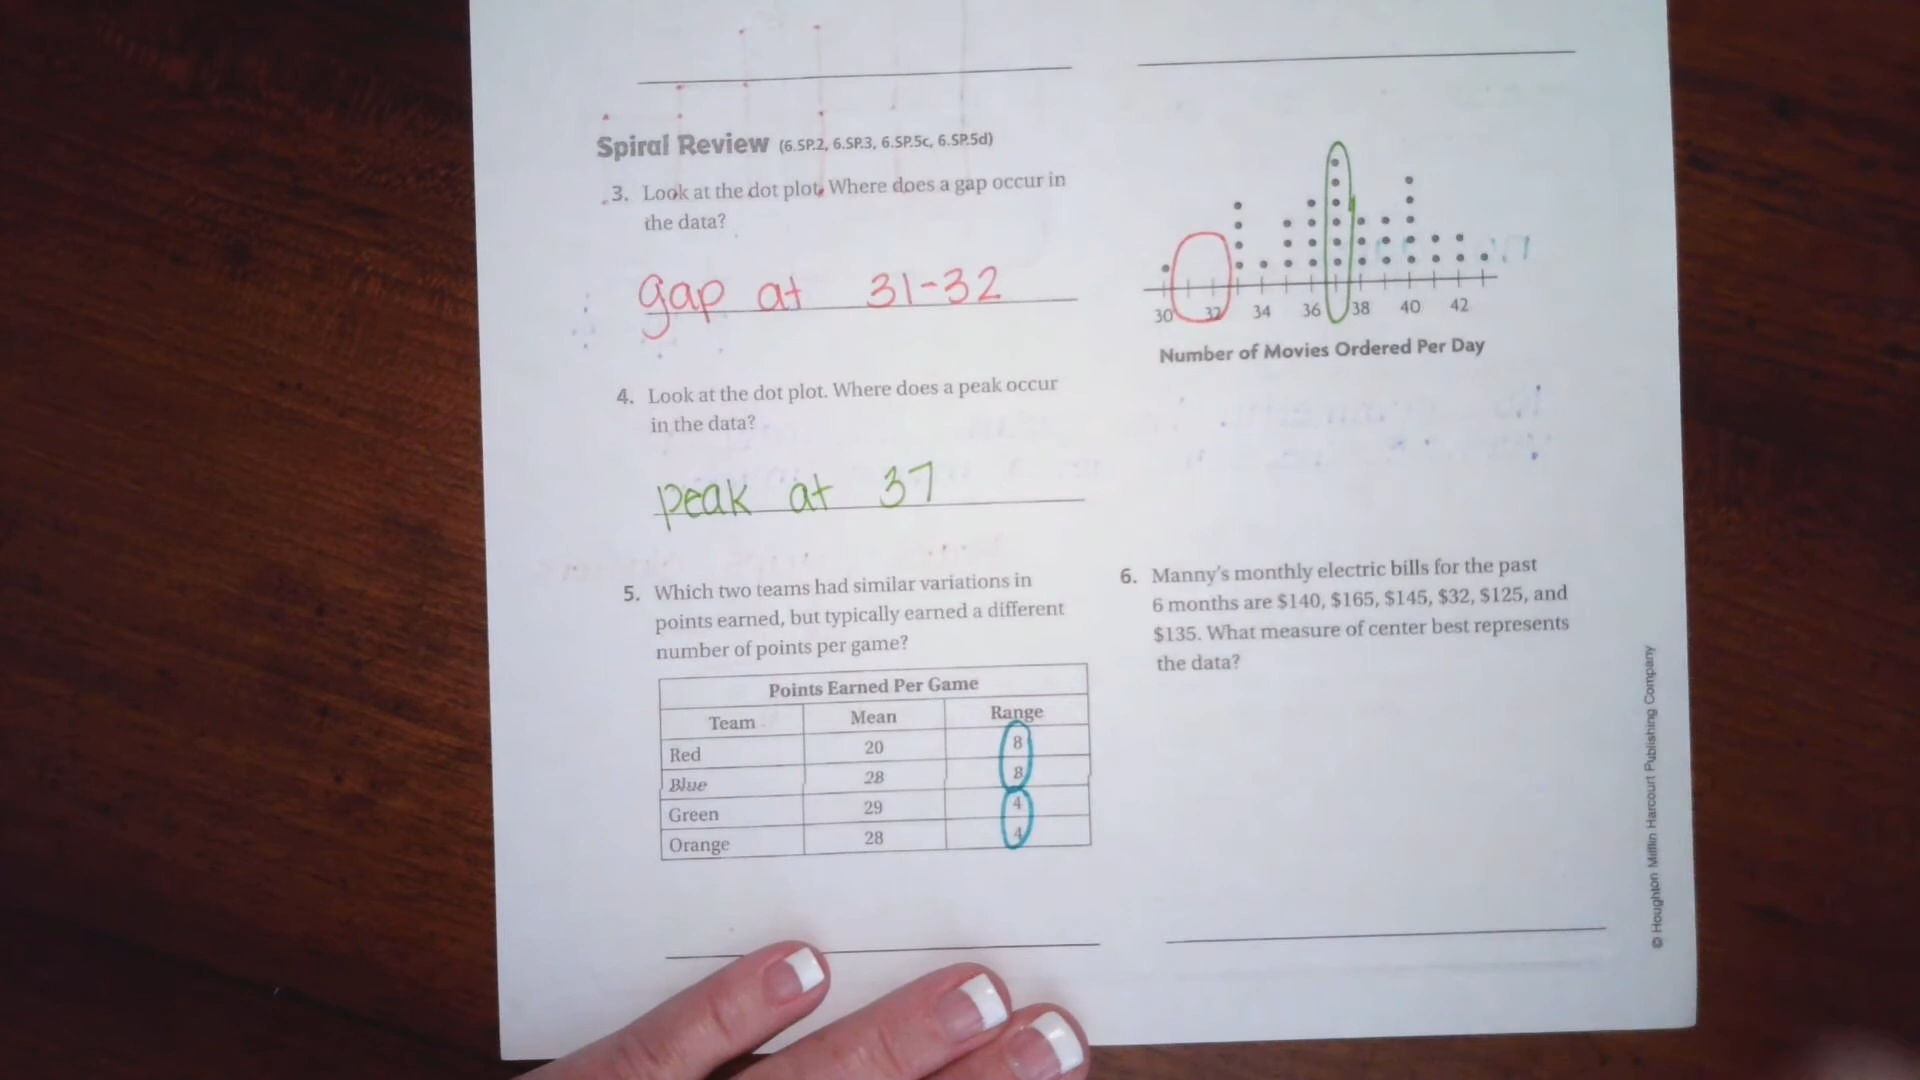 Spiral Review (6.SP.2, 6.SP.3, 6.SP.5c, 6.SP.5d)
3. Look at the dot plot. Where does a gap occur in
the data?
gap at 31-32
30 32 34 36 38 40 42
Number of Movies Ordered Per Day
4. Look at the dot plot. Where does a peak occur
in the data?
peak at 37
5. Which two teams had similar variations in
points earned, but typically earned a different
number of points per game?
Points Earned Per Game
Team Mean Range
Red 20 8
Blue 28 8
Green 29 4
Orange 28 4
6. Manny's monthly electric bills for the past
6 months are $140, $165, $145, $32, $125, and
$135. What measure of center best represents
the data?
© Houghton Mifflin Harcourt Publishing Company